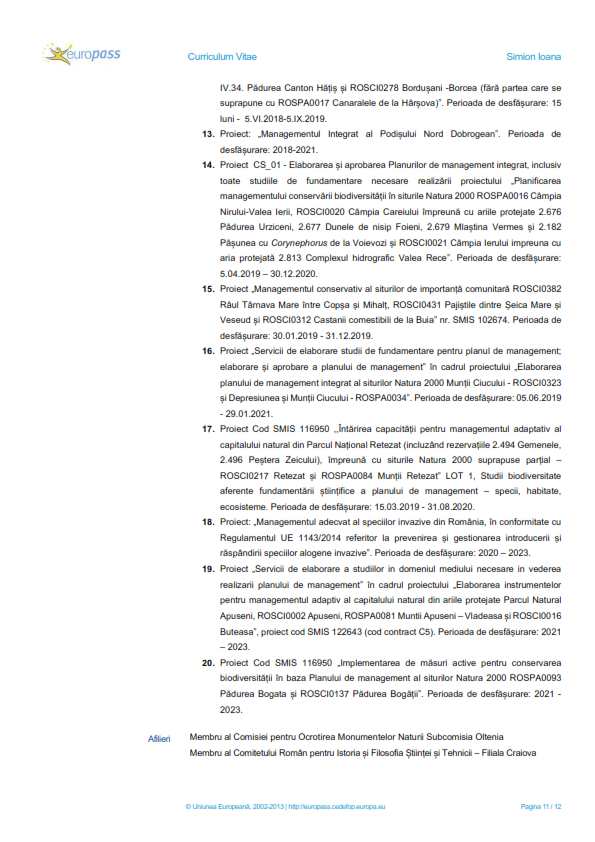 europass
Curriculum Vitae
Simion Ioana
IV.34. Pădurea Canton Hățiș și ROSCI0278 Bordușani -Borcea (fără partea care se
suprapune cu ROSPA0017 Canaralele de la Hârșova)”. Perioada de desfășurare: 15
luni - 5.VI.2018-5.IX.2019.
13. Proiect: „Managementul Integrat al Podișului Nord Dobrogean”. Perioada de
desfășurare: 2018-2021.
14. Proiect CS_01 - Elaborarea și aprobarea Planurilor de management integrat, inclusiv
toate studiile de fundamentare necesare realizării proiectului „Planificarea
managementului conservării biodiversității în siturile Natura 2000 ROSPA0016 Câmpia
Nirului-Valea Ierii, ROSCI0020 Câmpia Careiului împreună cu ariile protejate 2.676
Pădurea Urziceni, 2.677 Dunele de nisip Foieni, 2.679 Mlaștina Vermes și 2.182
Pășunea cu Corynephorus de la Voievozi și ROSCI0021 Câmpia Ierului impreuna cu
aria protejată 2.813 Complexul hidrografic Valea Rece”. Perioada de desfășurare:
5.04.2019 – 30.12.2020.
15. Proiect „Managementul conservativ al siturilor de importanță comunitară ROSCI0382
Râul Târnava Mare între Copșa și Mihalț, ROSCI0431 Pajiștile dintre Șeica Mare și
Veseud și ROSCI0312 Castanii comestibili de la Buia” nr. SMIS 102674. Perioada de
desfășurare: 30.01.2019 - 31.12.2019.
16. Proiect „Servicii de elaborare studii de fundamentare pentru planul de management;
elaborare și aprobare a planului de management” în cadrul proiectului „Elaborarea
planului de management integrat al siturilor Natura 2000 Munții Ciucului - ROSCI0323
și Depresiunea și Munții Ciucului - ROSPA0034”. Perioada de desfășurare: 05.06.2019
- 29.01.2021.
17. Proiect Cod SMIS 116950 ,,Întărirea capacității pentru managementul adaptativ al
capitalului natural din Parcul Național Retezat (incluzând rezervațiile 2.494 Gemenele,
2.496 Peștera Zeicului), împreună cu siturile Natura 2000 suprapuse parțial –
ROSCI0217 Retezat și ROSPA0084 Munții Retezat” LOT 1, Studii biodiversitate
aferente fundamentării științifice a planului de management – specii, habitate,
ecosisteme. Perioada de desfășurare: 15.03.2019 - 31.08.2020.
18. Proiect: „Managementul adecvat al speciilor invazive din România, în conformitate cu
Regulamentul UE 1143/2014 referitor la prevenirea și gestionarea introducerii și
răspândirii speciilor alogene invazive”. Perioada de desfășurare: 2020 – 2023.
19. Proiect „Servicii de elaborare a studiilor in domeniul mediului necesare in vederea
realizarii planului de management” în cadrul proiectului „Elaborarea instrumentelor
pentru managementul adaptiv al capitalului natural din ariile protejate Parcul Natural
Apuseni, ROSCI0002 Apuseni, ROSPA0081 Muntii Apuseni – Vladeasa și ROSCI0016
Buteasa”, proiect cod SMIS 122643 (cod contract C5). Perioada de desfășurare: 2021
– 2023.
20. Proiect Cod SMIS 116950 „Implementarea de măsuri active pentru conservarea
biodiversității în baza Planului de management al siturilor Natura 2000 ROSPA0093
Pădurea Bogata și ROSCI0137 Pădurea Bogății”. Perioada de desfășurare: 2021 -
2023.
Afilieri
Membru al Comisiei pentru Ocrotirea Monumentelor Naturii Subcomisia Oltenia
Membru al Comitetului Român pentru Istoria și Filosofia Științei și Tehnicii – Filiala Craiova
© Uniunea Europeană, 2002-2013 | http://europass.cedefop.europa.eu
Pagina 11 / 12